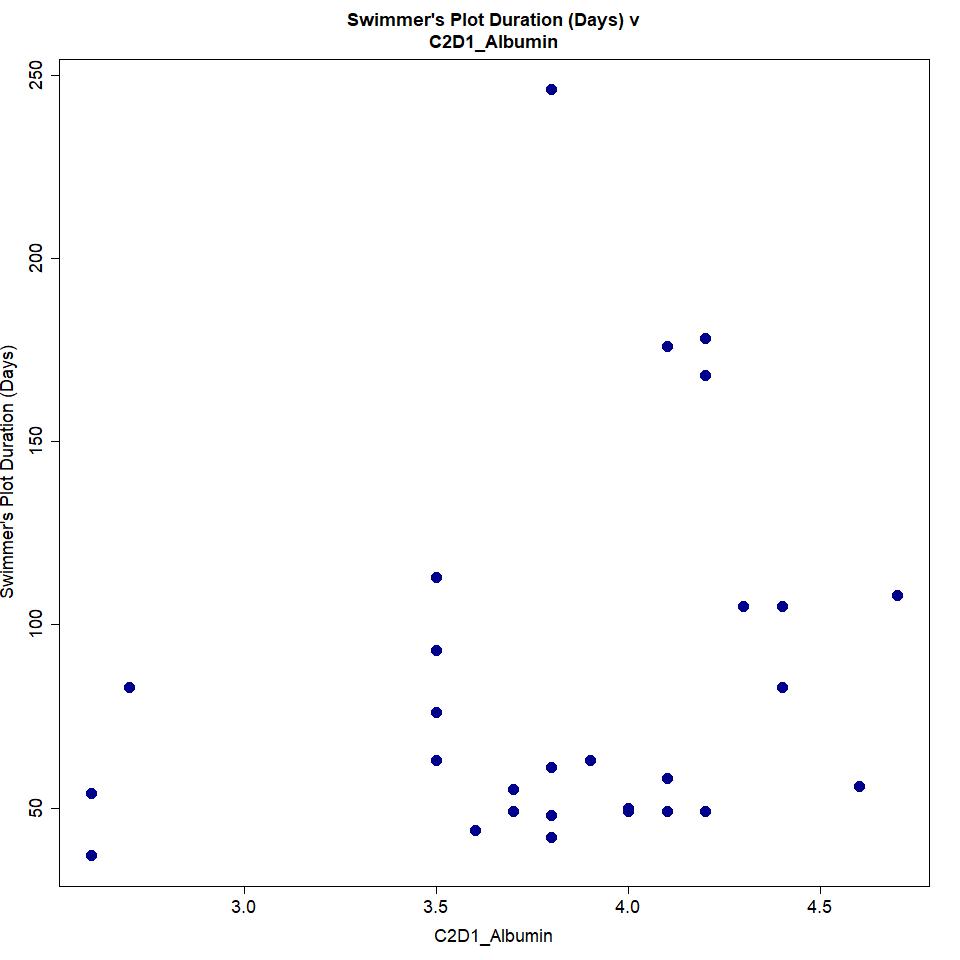 Swimmer's Plot Duration (Days) v
C2D1_Albumin
250
200
150
100
50
Swimmer's Plot Duration (Days)
3.0 3.5 4.0 4.5
C2D1_Albumin